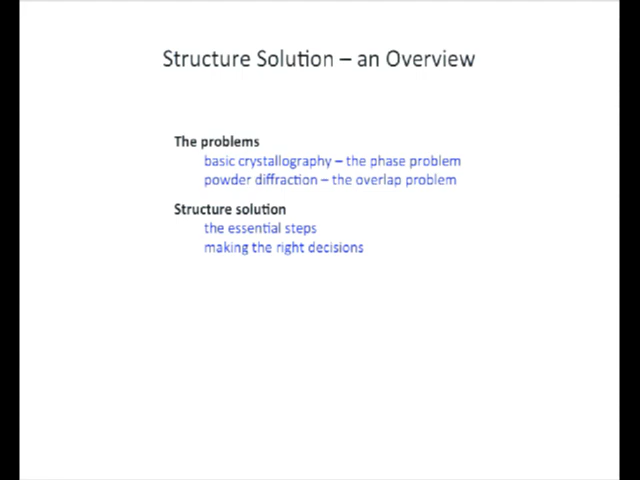 Structure Solution – an Overview
The problems
basic crystallography – the phase problem
powder diffraction – the overlap problem
Structure solution
the essential steps
making the right decisions